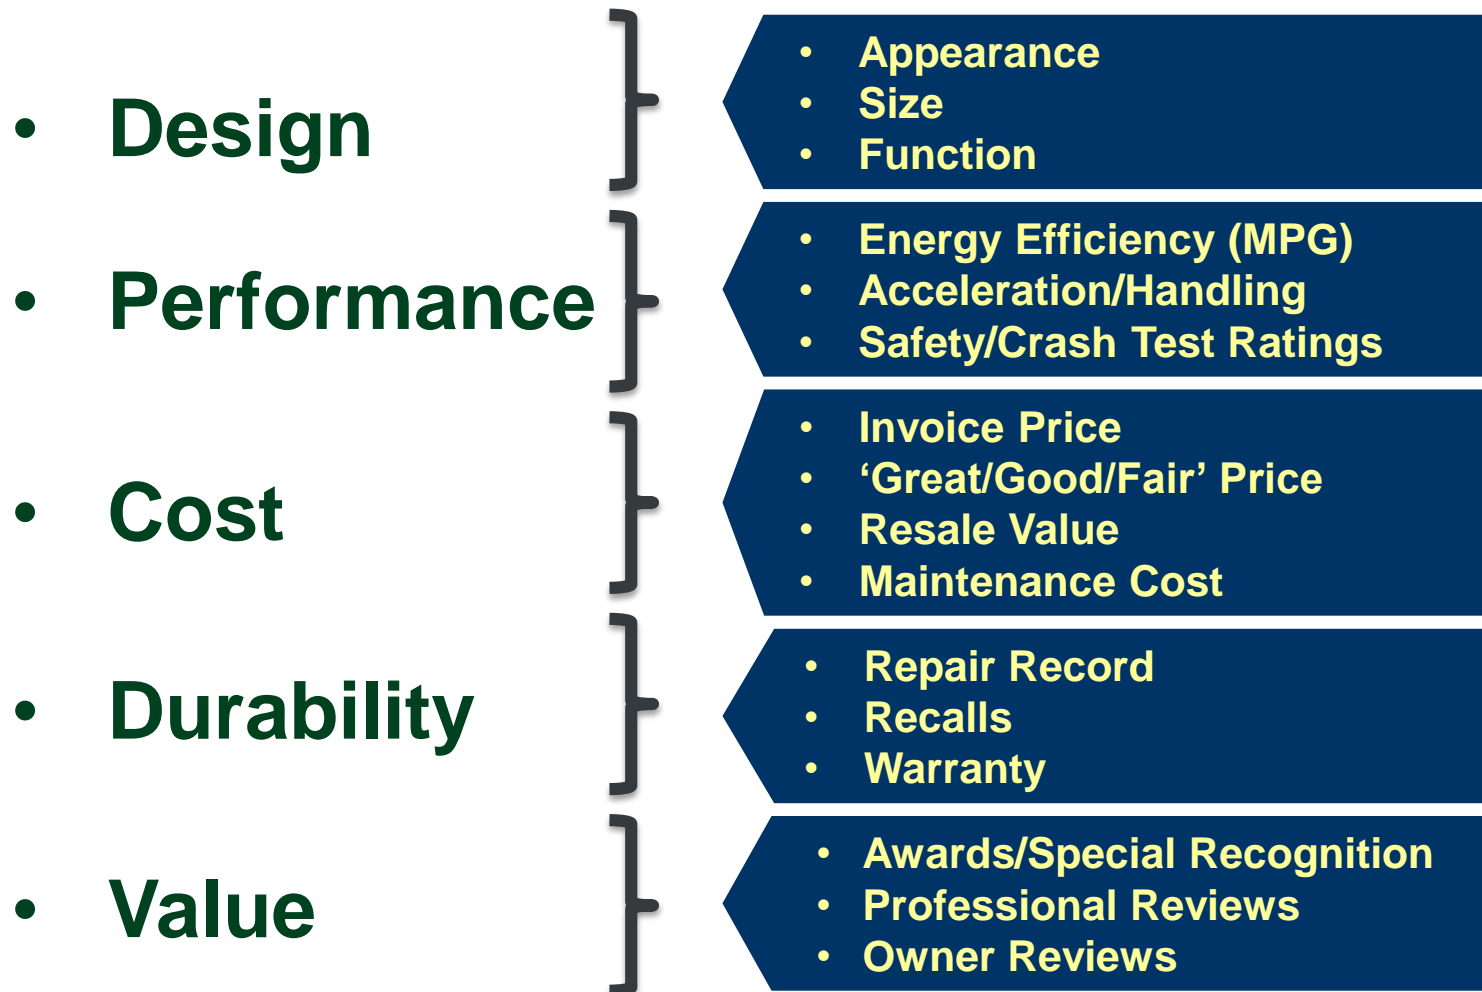 • Design
• Appearance
• Size
• Function
• Performance
• Energy Efficiency (MPG)
• Acceleration/Handling
• Safety/Crash Test Ratings
• Cost
• Invoice Price
• ‘Great/Good/Fair’ Price
• Resale Value
• Maintenance Cost
• Durability
• Repair Record
• Recalls
• Warranty
• Value
• Awards/Special Recognition
• Professional Reviews
• Owner Reviews